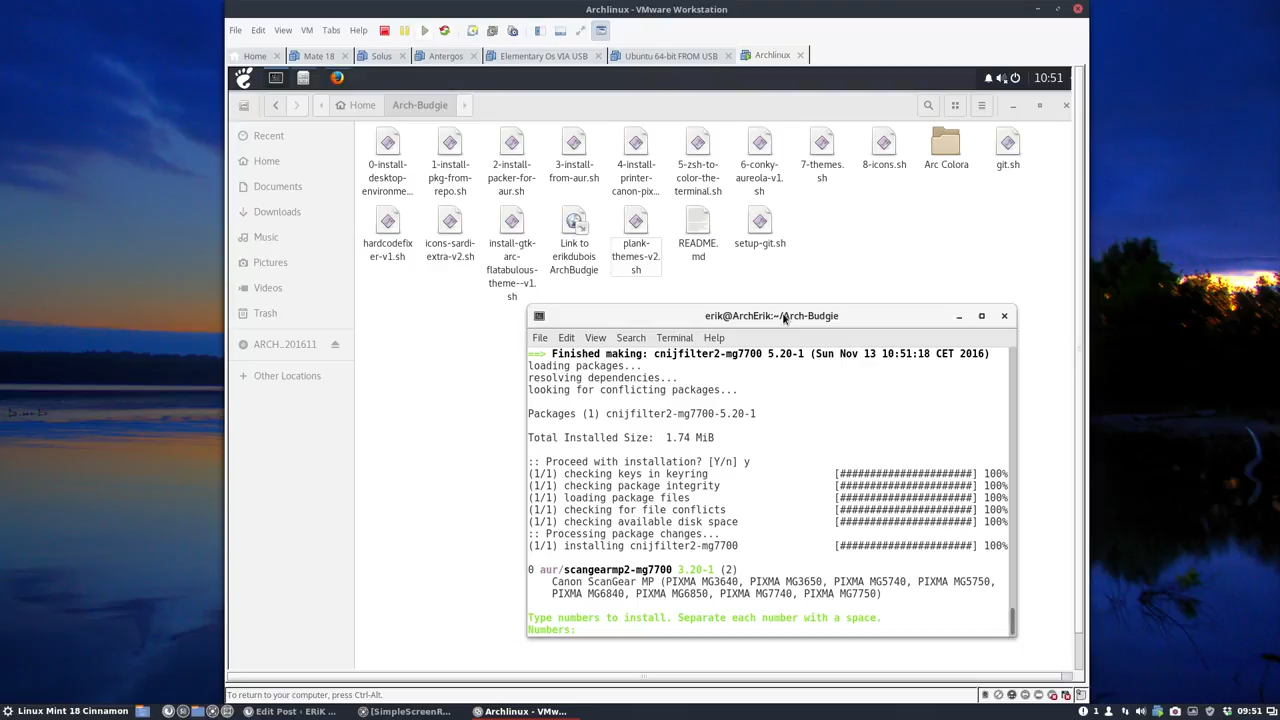 Archlinux - VMware Workstation
File Edit View VM Tabs Help
Home Mate 18 Solus Antergos Elementary Os VIA USB Ubuntu 64-bit FROM USB Archlinux
10:51
Home Arch-Budgie
Recent
Home
Documents
Downloads
Music
Pictures
Videos
Trash
ARCH_201611
+ Other Locations
0-install-desktop-environme...
1-install-pkg-from-repo.sh
2-install-packer-for-aur.sh
3-install-from-aur.sh
4-install-printer-canon-pix...
5-zsh-to-color-the-terminal.sh
6-conky-aureola-v1.sh
7-themes.sh
8-icons.sh
Arc Colora
git.sh
hardcodefixer-v1.sh
icons-sardi-extra-v2.sh
install-gtk-arc-flatabulous-theme--v1.sh
Link to erikdubois ArchBudgie
plank-themes-v2.sh
README.md
setup-git.sh
erik@ArchErik:~/Arch-Budgie
File Edit View Search Terminal Help
==> Finished making: cnijfilter2-mg7700 5.20-1 (Sun Nov 13 10:51:18 CET 2016)
loading packages...
resolving dependencies...
looking for conflicting packages...
Packages (1) cnijfilter2-mg7700-5.20-1
Total Installed Size: 1.74 MiB
:: Proceed with installation? [Y/n] y
(1/1) checking keys in keyring [######################] 100%
(1/1) checking package integrity [######################] 100%
(1/1) loading package files [######################] 100%
(1/1) checking for file conflicts [######################] 100%
(1/1) checking available disk space [######################] 100%
:: Processing package changes...
(1/1) installing cnijfilter2-mg7700 [######################] 100%
0 aur/scangearmp2-mg7700 3.20-1 (2)
Canon ScanGear MP (PIXMA MG3640, PIXMA MG3650, PIXMA MG5740, PIXMA MG5750,
PIXMA MG6840, PIXMA MG6850, PIXMA MG7740, PIXMA MG7750)
Type numbers to install. Separate each number with a space.
Numbers:
To return to your computer, press Ctrl-Alt.
Linux Mint 18 Cinnamon Edit Post ‹ ERiK ... [SimpleScreenR... Archlinux - VMw... 1 09:51